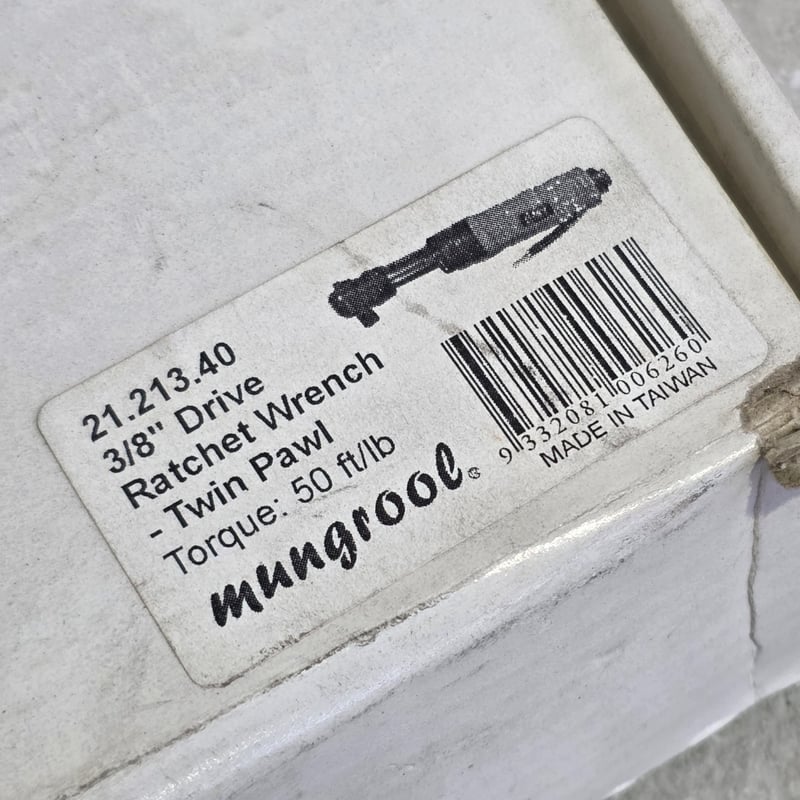 21.213.40
3/8" Drive
Ratchet Wrench
- Twin Pawl
Torque: 50 ft/lb
mungrool®
9 332081 006260
MADE IN TAIWAN